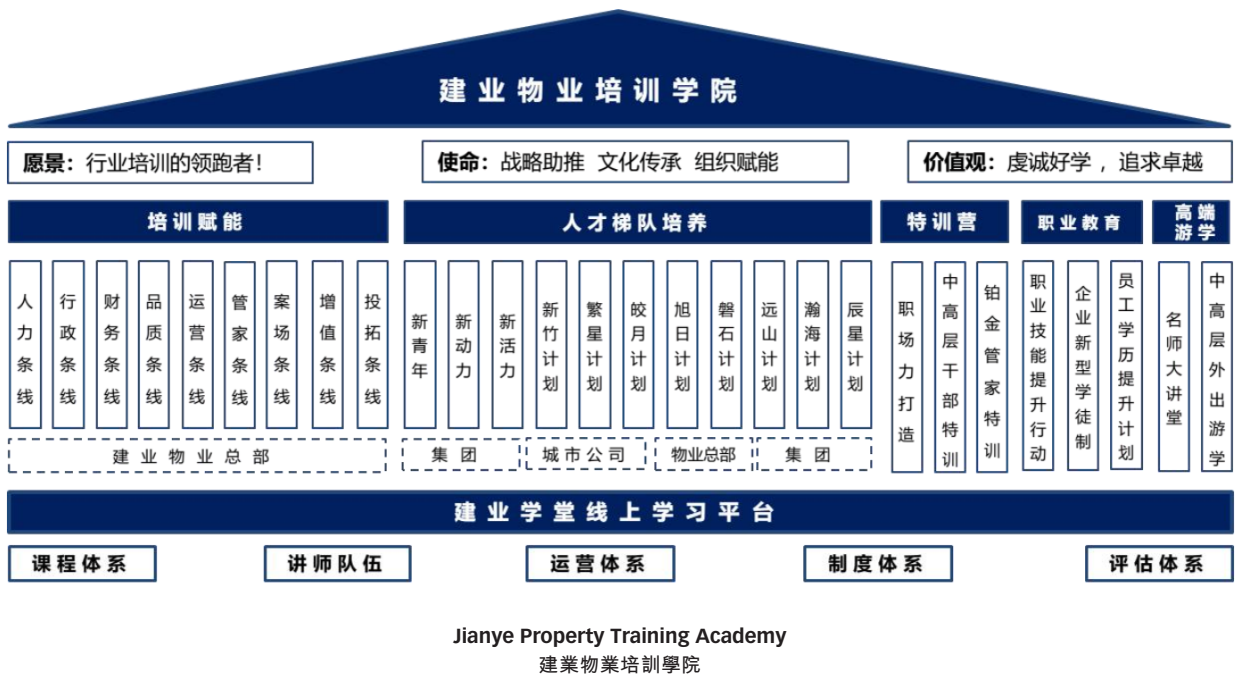 建业物业培训学院
愿景：行业培训的领跑者！
使命：战略助推 文化传承 组织赋能
价值观：虔诚好学，追求卓越
培训赋能
人才梯队培养
特训营
职业教育
高端
游学
人力条线
行政条线
财务条线
品质条线
运营条线
管家条线
案场条线
增值条线
投拓条线
新青年
新动力
新活力
新竹计划
繁星计划
皎月计划
旭日计划
磐石计划
远山计划
瀚海计划
辰星计划
职场力打造
中高层干部特训
铂金管家特训
职业技能提升行动
企业新型学徒制
员工学历提升计划
名师大讲堂
中高层外出游学
建业物业总部
集团
城市公司
物业总部
集团
建业学堂线上学习平台
课程体系
讲师队伍
运营体系
制度体系
评估体系
Jianye Property Training Academy
建業物業培訓學院